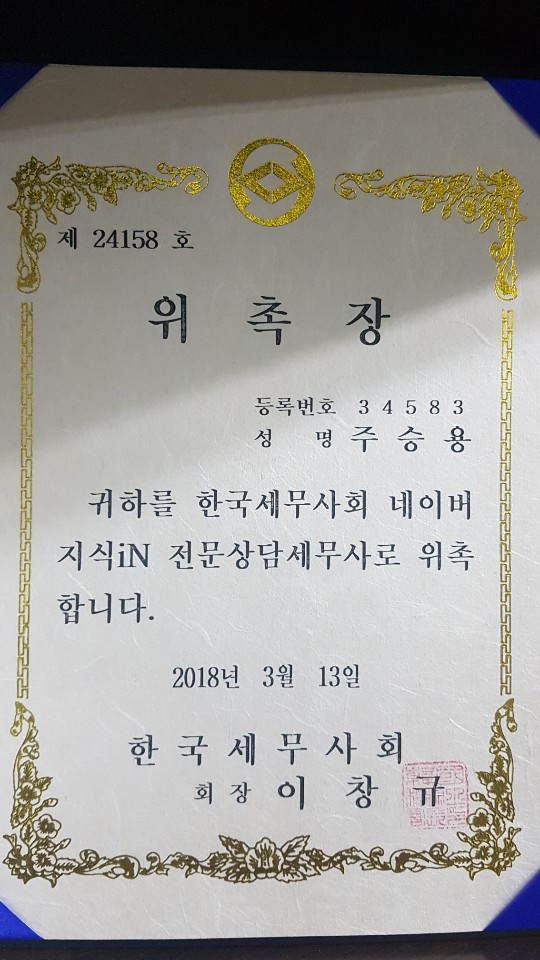 제 24158 호
위 촉 장
등록번호 3 4 5 8 3
성 명 주 승 용
귀하를 한국세무사회 네이버
지식iN 전문상담세무사로 위촉
합니다.
2018년 3월 13일
한 국 세 무 사 회
회 장 이 창 규